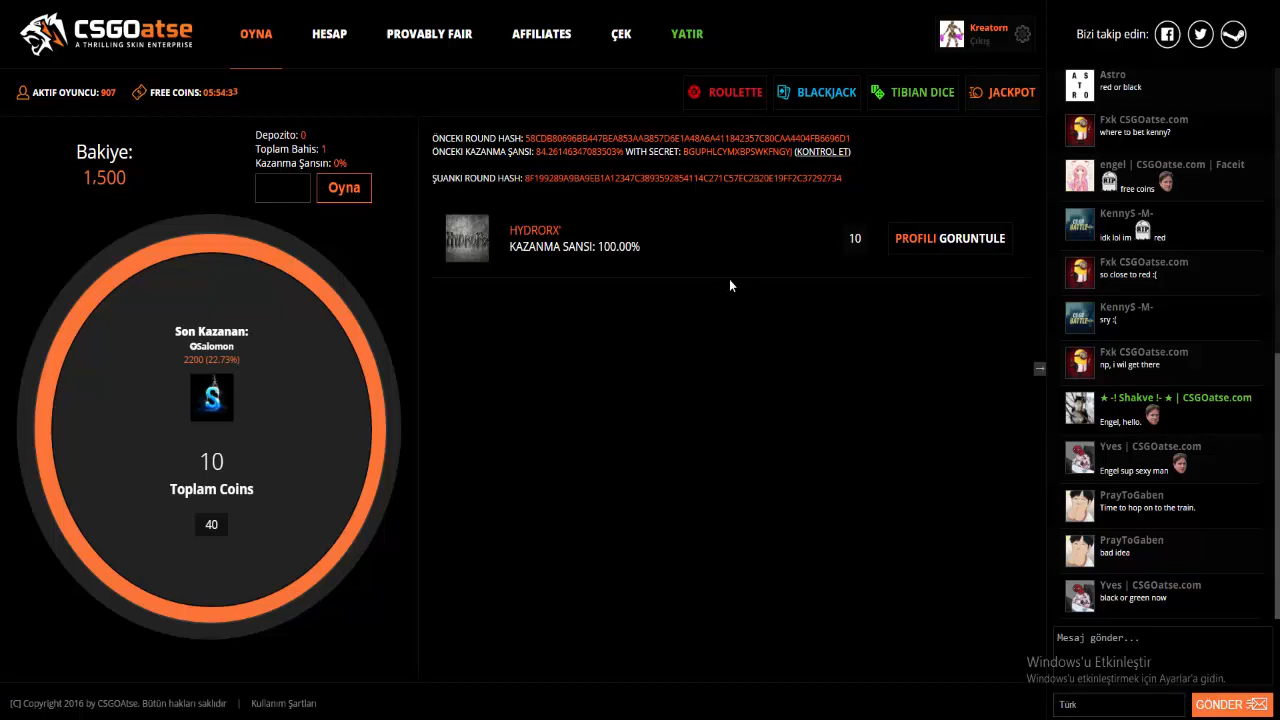 CSGOatse
A THRILLING SKIN ENTERPRISE
OYNA
HESAP
PROVABLY FAIR
AFFILIATES
ÇEK
YATIR
Kreatorn
Çıkış
Bizi takip edin:
AKTIF OYUNCU: 907
FREE COINS: 05:54:33
ROULETTE
BLACKJACK
TIBIAN DICE
JACKPOT
Bakiye:
1,500
Depozito: 0
Toplam Bahis: 1
Kazanma Şansın: 0%
Oyna
Son Kazanan:
✪Salomon
2200 (22.73%)
S
10
Toplam Coins
40
ÖNCEKI ROUND HASH: 58CDB80696BB447BEA853AAB857D6E1A48A6A411842357C80CAA4404FB6696D1
ÖNCEKI KAZANMA ŞANSI: 84.26146347083503% WITH SECRET: BGUPHLCYMXBPSWKFNGYJ (KONTROL ET)
ŞUANKI ROUND HASH: 8F199289A9BA9EB1A12347C3893592854114C271C57EC2B20E19FF2C37292734
HYDRORX'
KAZANMA SANSI: 100.00%
10
PROFILI GORUNTULE
Astro
red or black
Fxk CSGOatse.com
where to bet kenny?
engel | CSGOatse.com | Faceit
free coins
KennyS -M-
idk lol im red
Fxk CSGOatse.com
so close to red :[
KennyS -M-
sry :[
Fxk CSGOatse.com
np, i wil get there
★ -! Shakve !- ★ | CSGOatse.com
Engel, hello.
Yves | CSGOatse.com
Engel sup sexy man
PrayToGaben
Time to hop on to the train.
PrayToGaben
bad idea
Yves | CSGOatse.com
black or green now
Mesaj gönder...
Windows'u Etkinleştir
Windows'u etkinleştirmek için Ayarlar'a gidin.
Türk
GÖNDER
[C] Copyright 2016 by CSGOAtse. Bütün hakları saklıdır | Kullanım Şartları